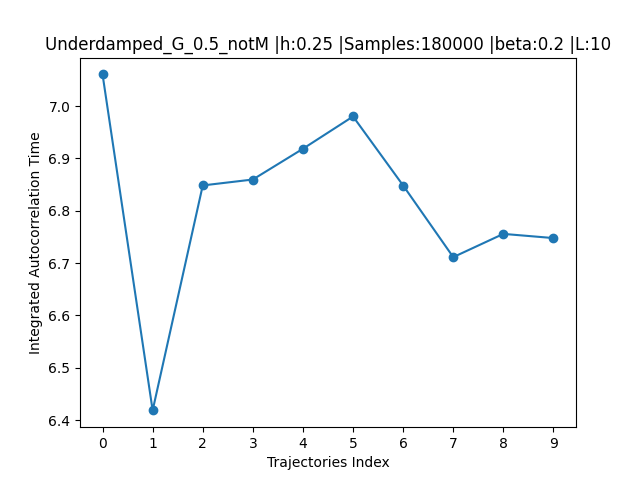 Underdamped_G_0.5_notM |h:0.25 |Samples:180000 |beta:0.2 |L:10
Integrated Autocorrelation Time
7.0
6.9
6.8
6.7
6.6
6.5
6.4
0 1 2 3 4 5 6 7 8 9
Trajectories Index